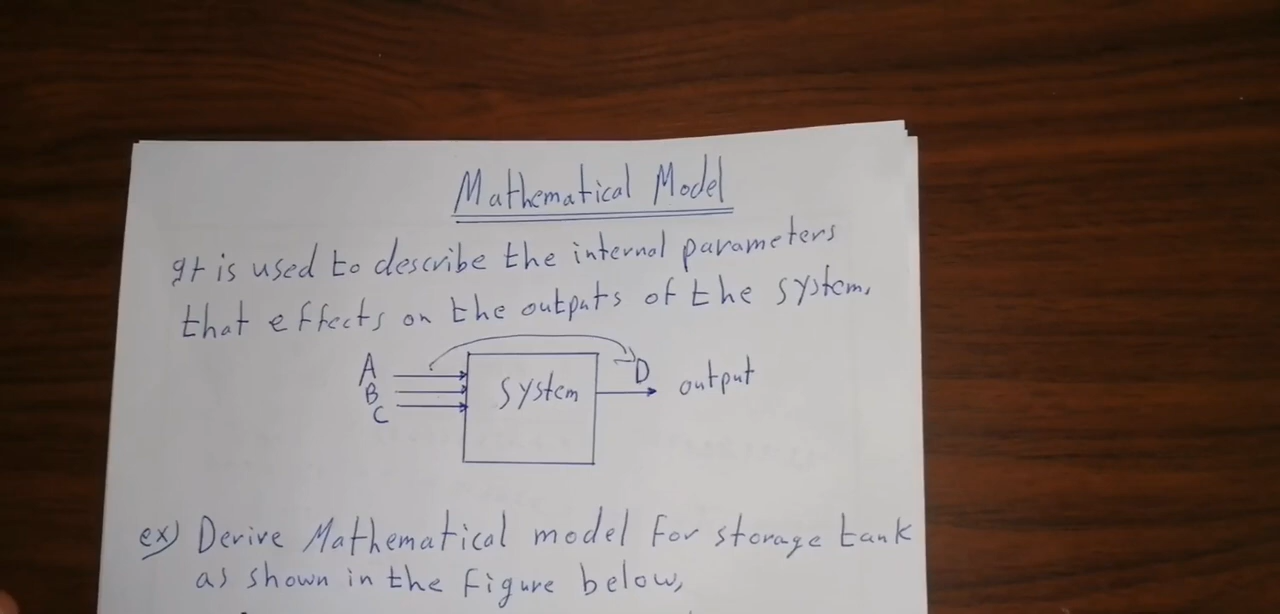 Mathematical Model
It is used to describe the internal parameters
that effects on the outputs of the system,
A
B
C
system
D
output
ex) Derive Mathematical model for storage tank
as shown in the figure below,